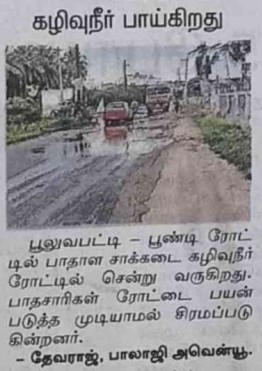 கழிவுநீர் பாய்கிறது
பூலுவபட்டி – பூண்டி ரோட்
டில் பாதாள சாக்கடை கழிவுநீர்
ரோட்டில் சென்று வருகிறது.
பாதசாரிகள் ரோட்டை பயன்
படுத்த முடியாமல் சிரமப்படு
கின்றனர்.
– தேவராஜ், பாலாஜி அவென்யூ.